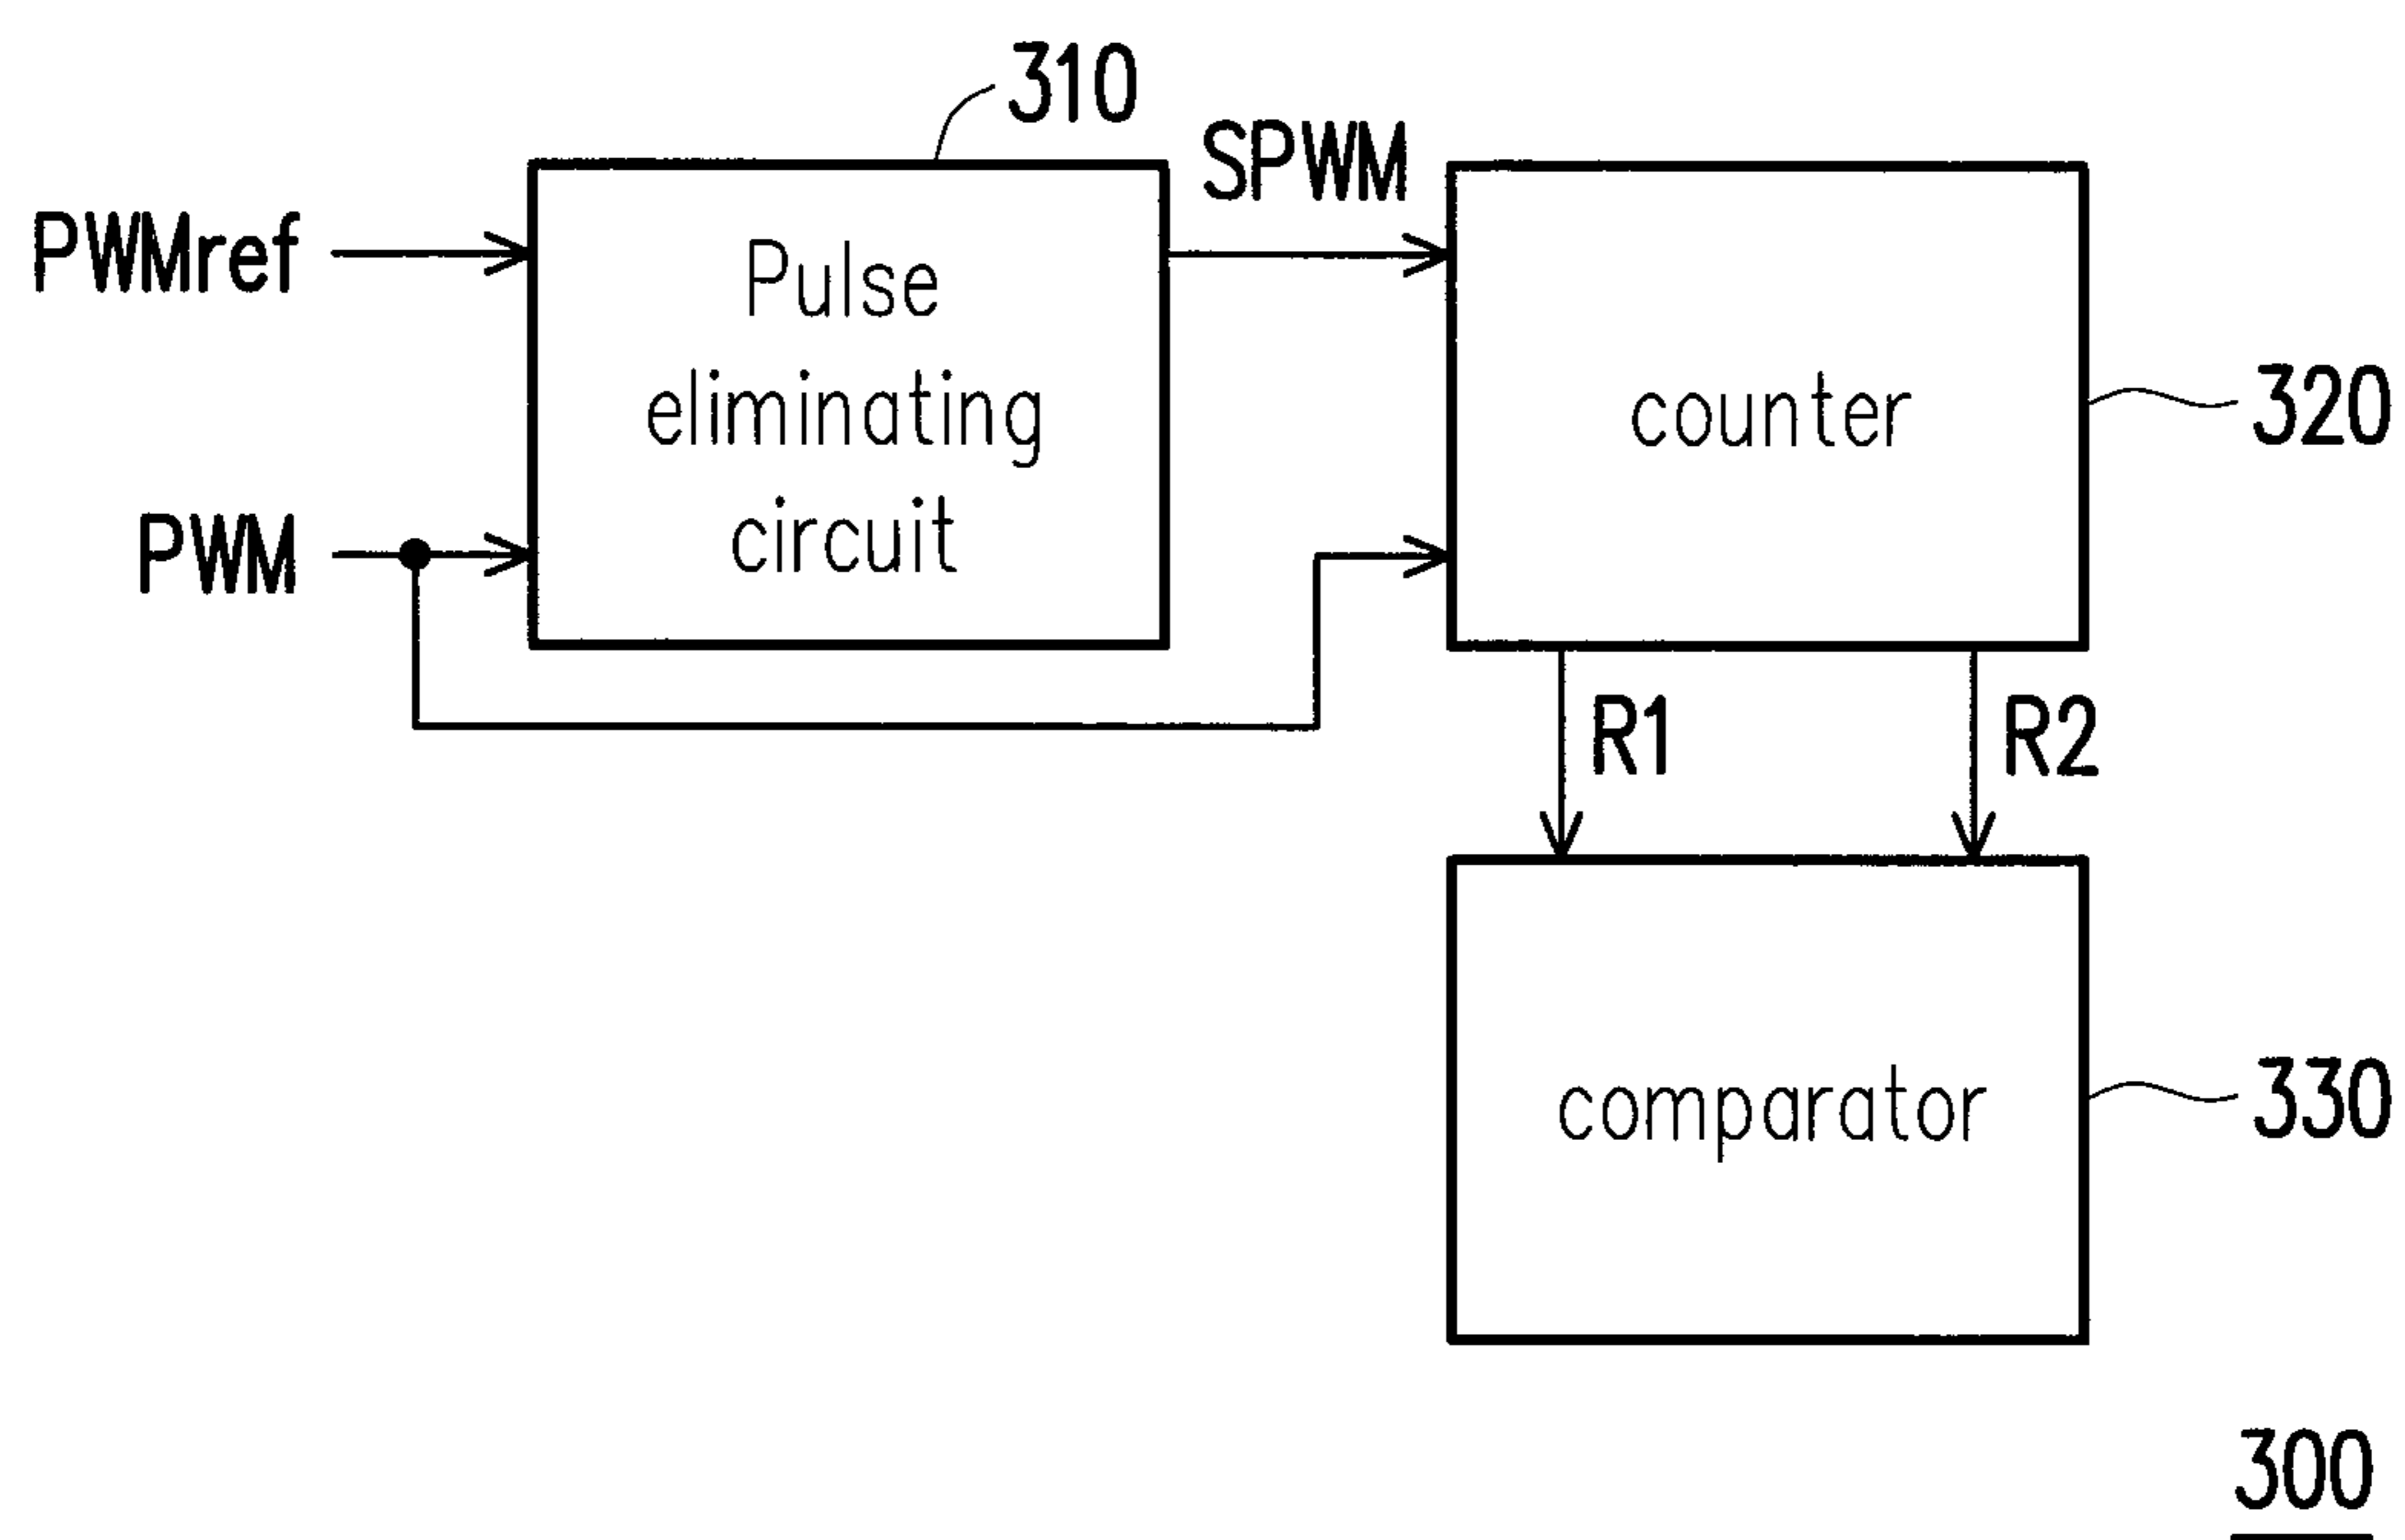 310
SPWM
PWMref
Pulse
eliminating
circuit
counter
320
PWM
R1
R2
comparator
330
300